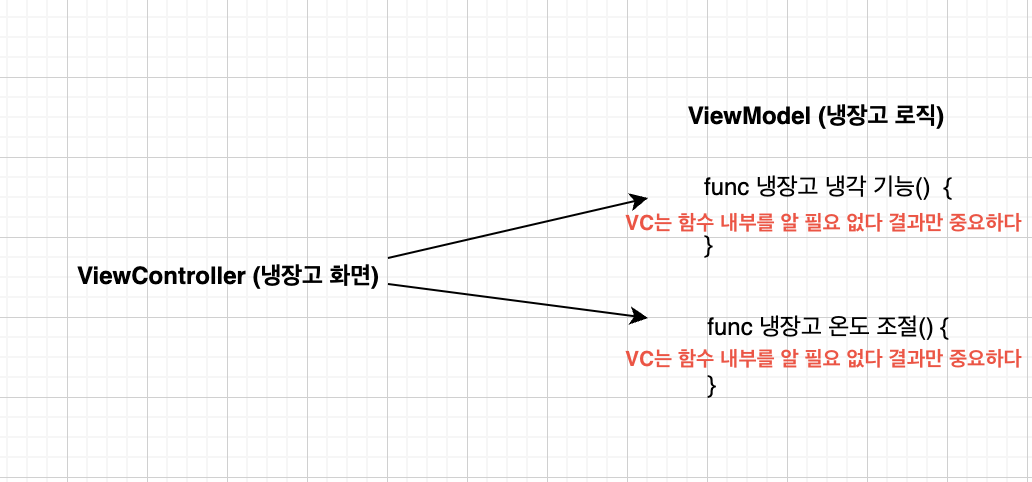 ViewModel (냉장고 로직)
func 냉장고 냉각 기능() {
VC는 함수 내부를 알 필요 없다 결과만 중요하다
}
ViewController (냉장고 화면)
func 냉장고 온도 조절() {
VC는 함수 내부를 알 필요 없다 결과만 중요하다
}